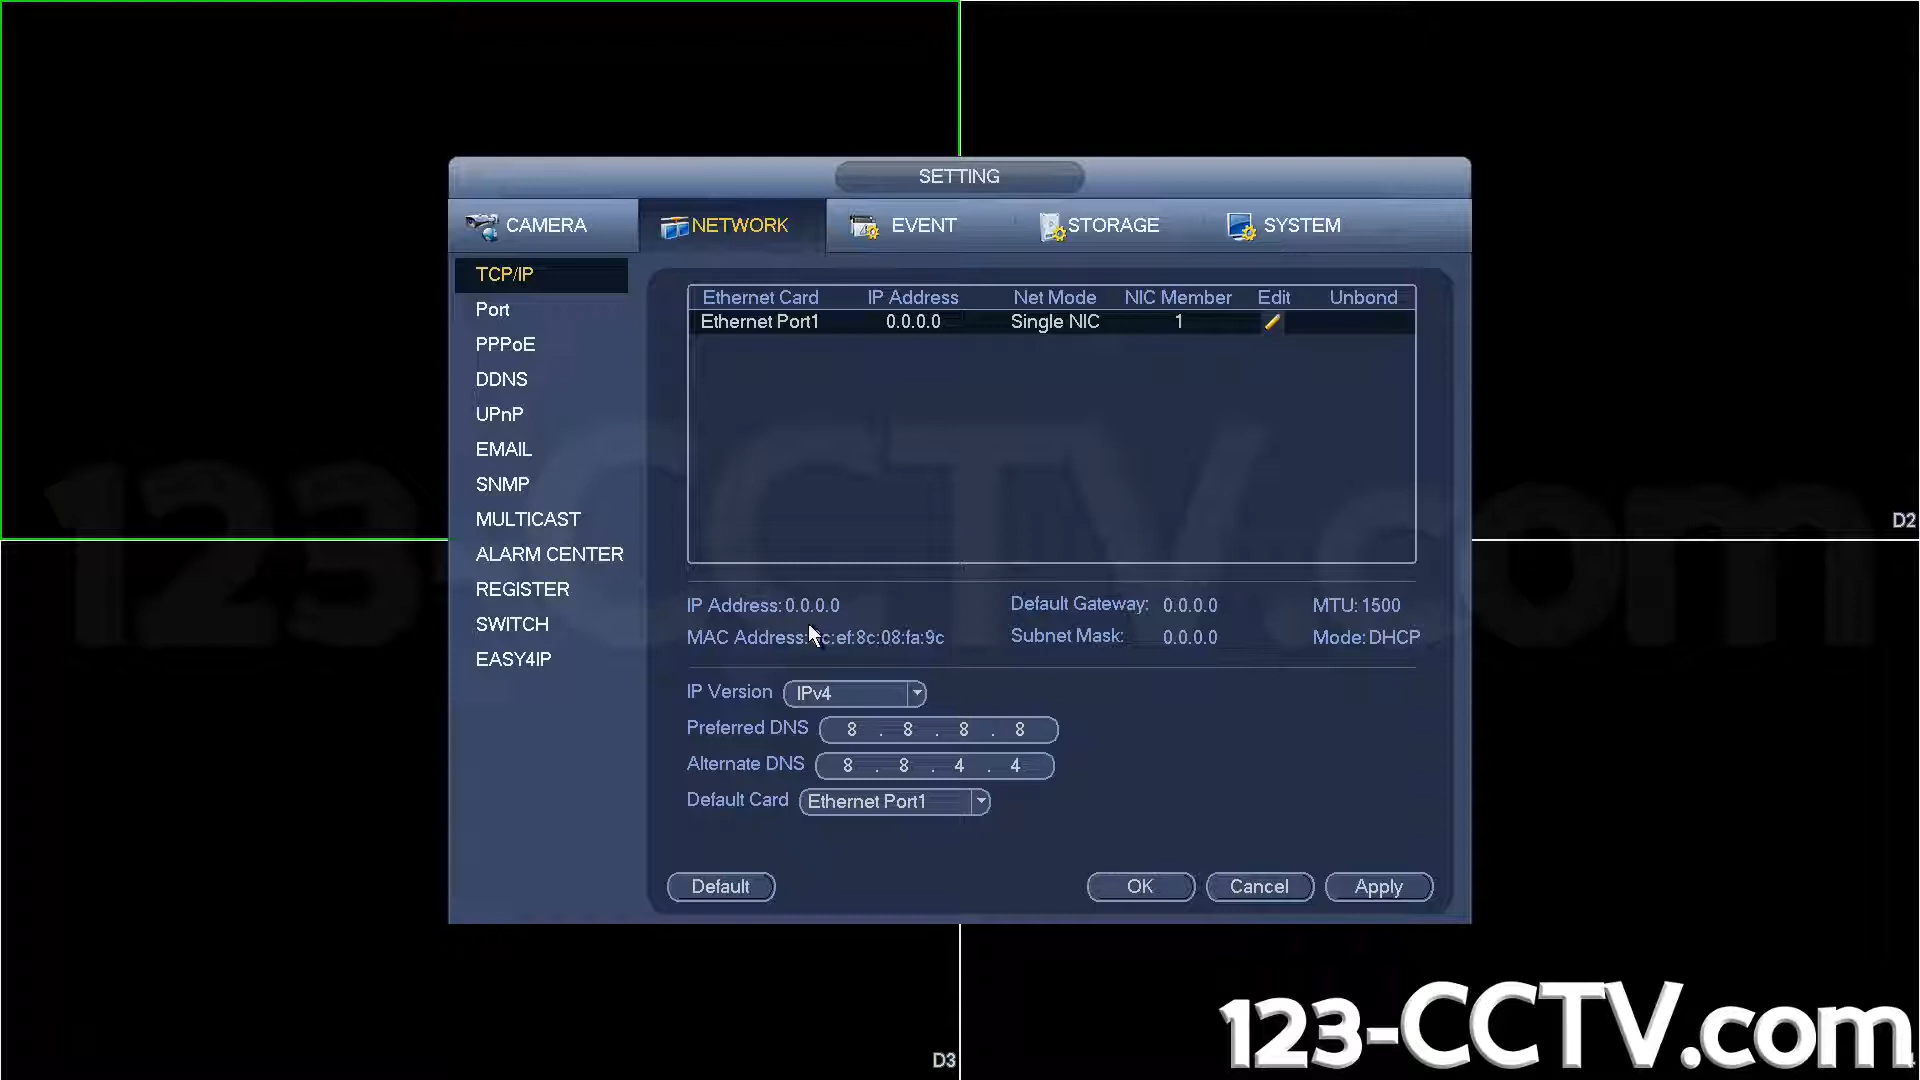 SETTING
CAMERA NETWORK EVENT STORAGE SYSTEM
TCP/IP
Port
PPPoE
DDNS
UPnP
EMAIL
SNMP
MULTICAST
ALARM CENTER
REGISTER
SWITCH
EASY4IP
Ethernet Card IP Address Net Mode NIC Member Edit Unbond
Ethernet Port1 0.0.0.0 Single NIC 1
IP Address: 0.0.0.0 Default Gateway: 0.0.0.0 MTU: 1500
MAC Address: c:ef:8c:08:fa:9c Subnet Mask: 0.0.0.0 Mode: DHCP
IP Version IPv4
Preferred DNS 8 . 8 . 8 . 8
Alternate DNS 8 . 8 . 4 . 4
Default Card Ethernet Port1
Default OK Cancel Apply
D2
D3
123-CCTV.com
123-CCTV.com